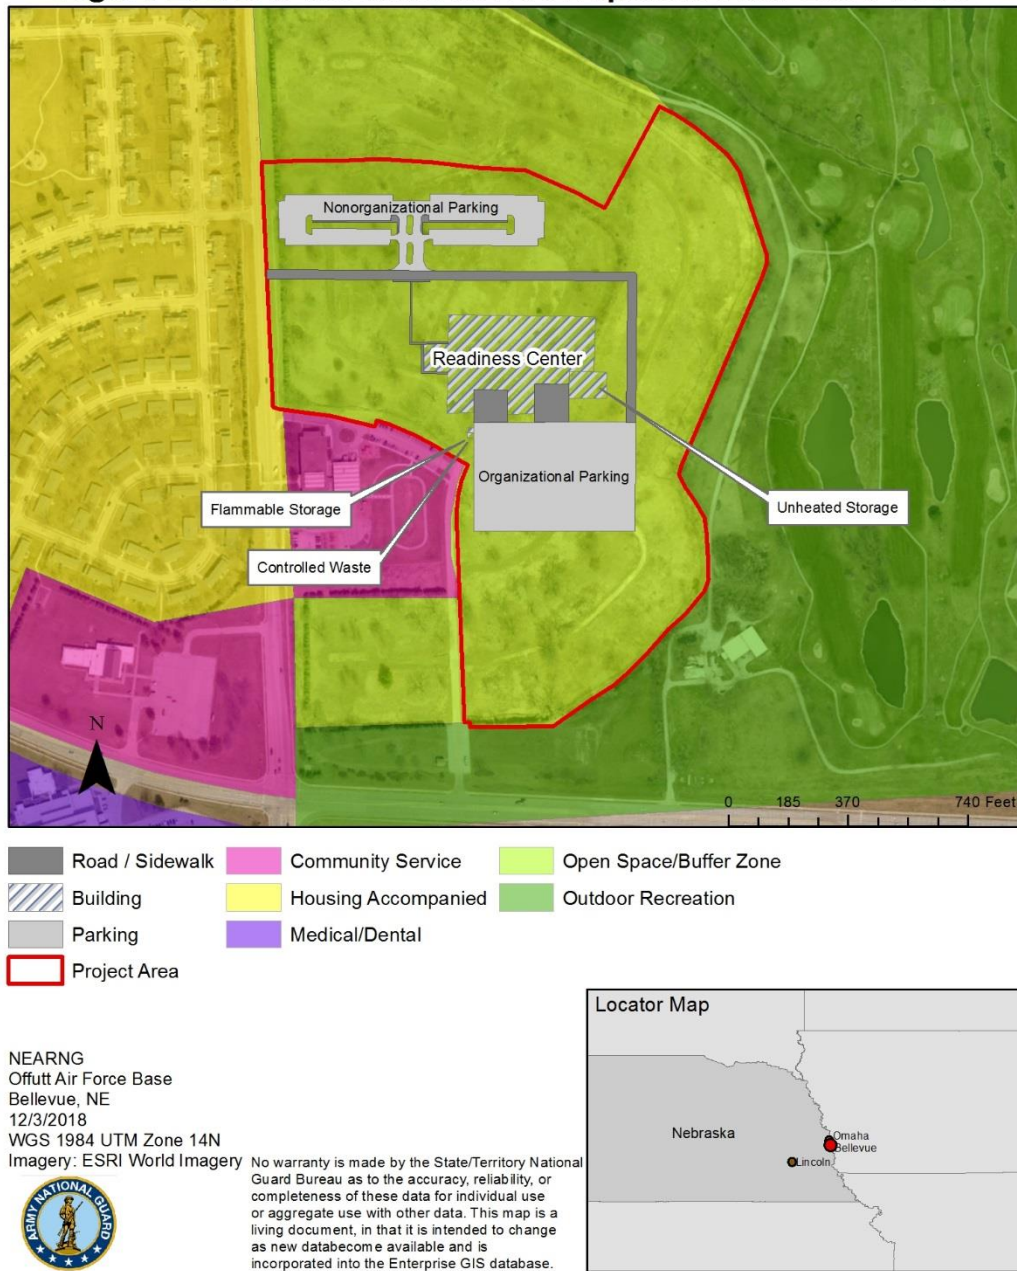 Nonorganizational Parking
Readiness Center
Organizational Parking
Flammable Storage
Unheated Storage
Controlled Waste
N
0 185 370 740 Feet
Road / Sidewalk
Community Service
Open Space/Buffer Zone
Building
Housing Accompanied
Outdoor Recreation
Parking
Medical/Dental
Project Area
Locator Map
Nebraska
Omaha
Bellevue
Lincoln
NEARNG
Offutt Air Force Base
Bellevue, NE
12/3/2018
WGS 1984 UTM Zone 14N
Imagery: ESRI World Imagery
No warranty is made by the State/Territory National
Guard Bureau as to the accuracy, reliability, or
completeness of these data for individual use
or aggregate use with other data. This map is a
living document, in that it is intended to change
as new databecome available and is
incorporated into the Enterprise GIS database.
ARMY NATIONAL GUARD